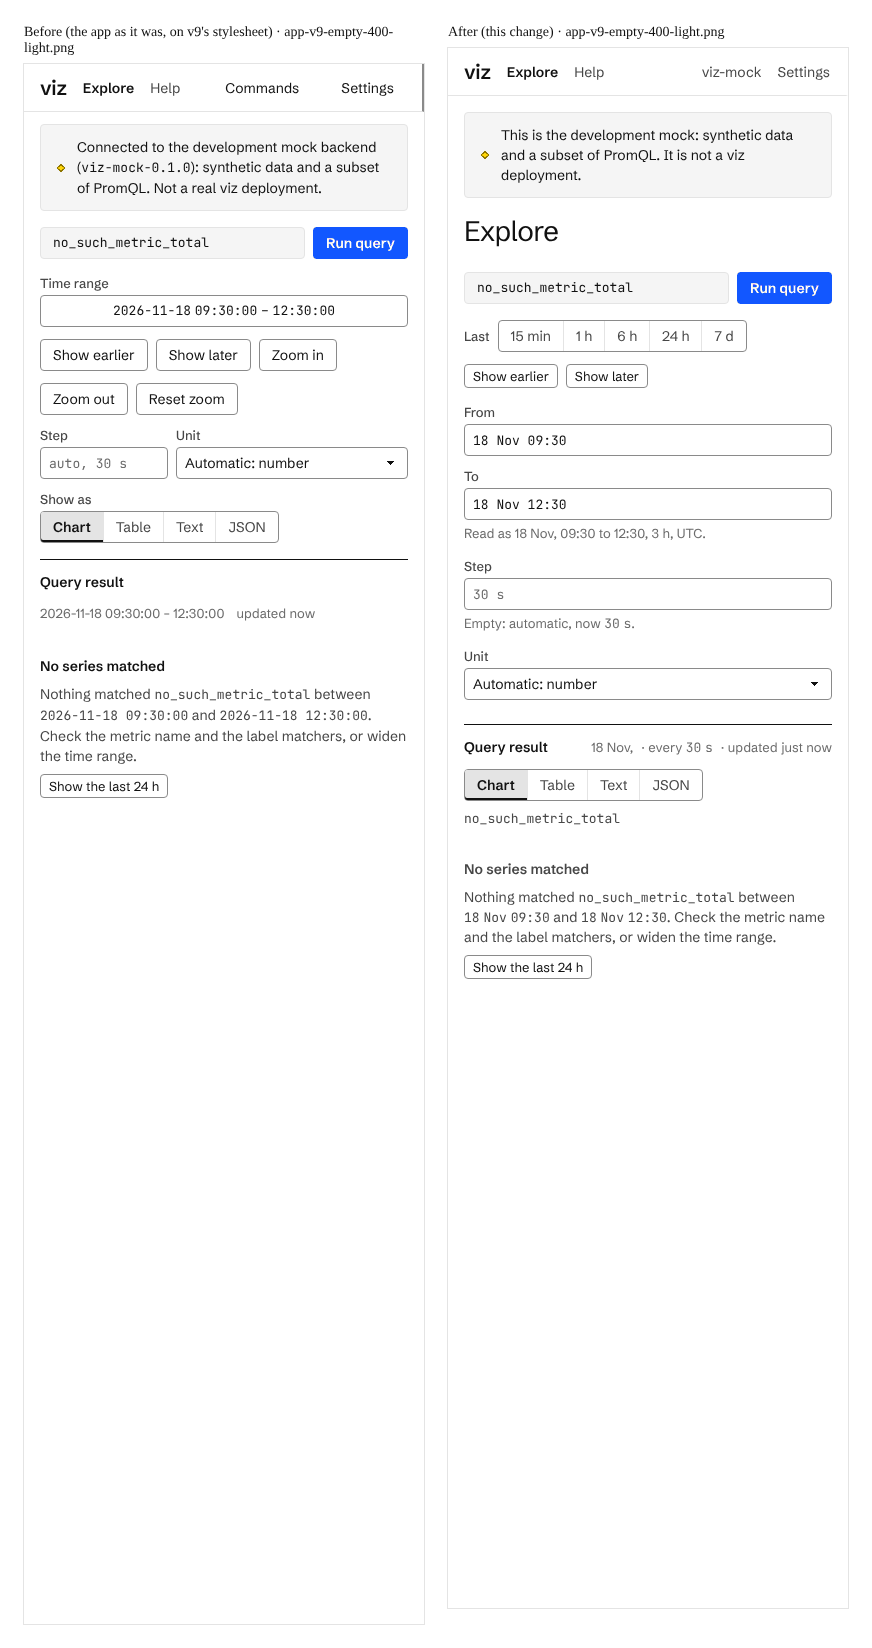 Before (the app as it was, on v9's stylesheet) · app-v9-empty-400-
light.png
viz Explore Help Commands Settings
Connected to the development mock backend
(viz-mock-0.1.0): synthetic data and a subset
of PromQL. Not a real viz deployment.
no_such_metric_total Run query
Time range
2026-11-18 09:30:00 – 12:30:00
Show earlier Show later Zoom in
Zoom out Reset zoom
Step Unit
auto, 30 s Automatic: number
Show as
Chart Table Text JSON
Query result
2026-11-18 09:30:00 – 12:30:00 updated now
No series matched
Nothing matched no_such_metric_total between
2026-11-18 09:30:00 and 2026-11-18 12:30:00.
Check the metric name and the label matchers, or widen
the time range.
Show the last 24 h
After (this change) · app-v9-empty-400-light.png
viz Explore Help viz-mock Settings
This is the development mock: synthetic data
and a subset of PromQL. It is not a viz
deployment.
Explore
no_such_metric_total Run query
Last 15 min 1 h 6 h 24 h 7 d
Show earlier Show later
From
18 Nov 09:30
To
18 Nov 12:30
Read as 18 Nov, 09:30 to 12:30, 3 h, UTC.
Step
30 s
Empty: automatic, now 30 s.
Unit
Automatic: number
Query result 18 Nov, · every 30 s · updated just now
Chart Table Text JSON
no_such_metric_total
No series matched
Nothing matched no_such_metric_total between
18 Nov 09:30 and 18 Nov 12:30. Check the metric name
and the label matchers, or widen the time range.
Show the last 24 h